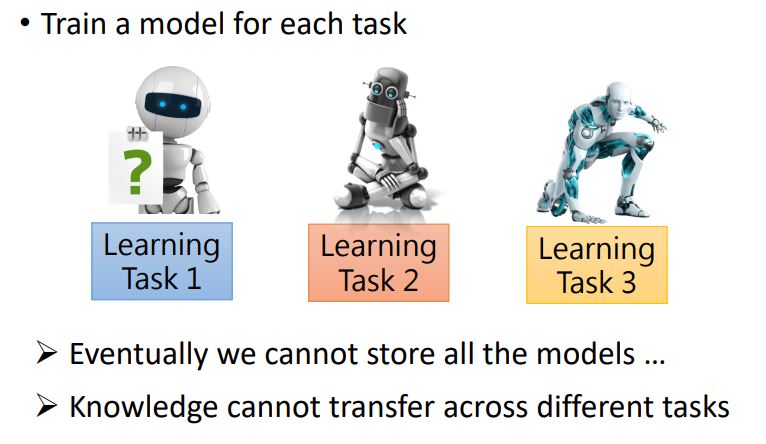 • Train a model for each task
?
Learning
Task 1
Learning
Task 2
Learning
Task 3
➢ Eventually we cannot store all the models …
➢ Knowledge cannot transfer across different tasks